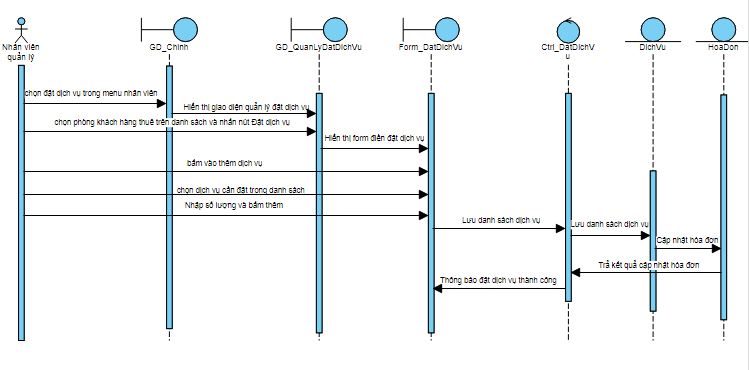 Nhân viên
quản lý
GD_Chinh
GD_QuanLyDatDichVu
Form_DatDichVu
Ctrl_DatDichV
u
DichVu
HoaDon
chọn đặt dịch vụ trong menu nhân viên
Hiển thị giao diện quản lý đặt dịch vụ
chọn phòng khách hàng thuê trên danh sách và nhấn nút Đặt dịch vụ
Hiển thị form điền đặt dịch vụ
bấm vào thêm dịch vụ
chọn dịch vụ cần đặt trong danh sách
Nhập số lượng và bấm thêm
Lưu danh sách dịch vụ
Lưu danh sách dịch vụ
Cập nhật hóa đơn
Trả kết quả cập nhật hóa đơn
Thông báo đặt dịch vụ thành công